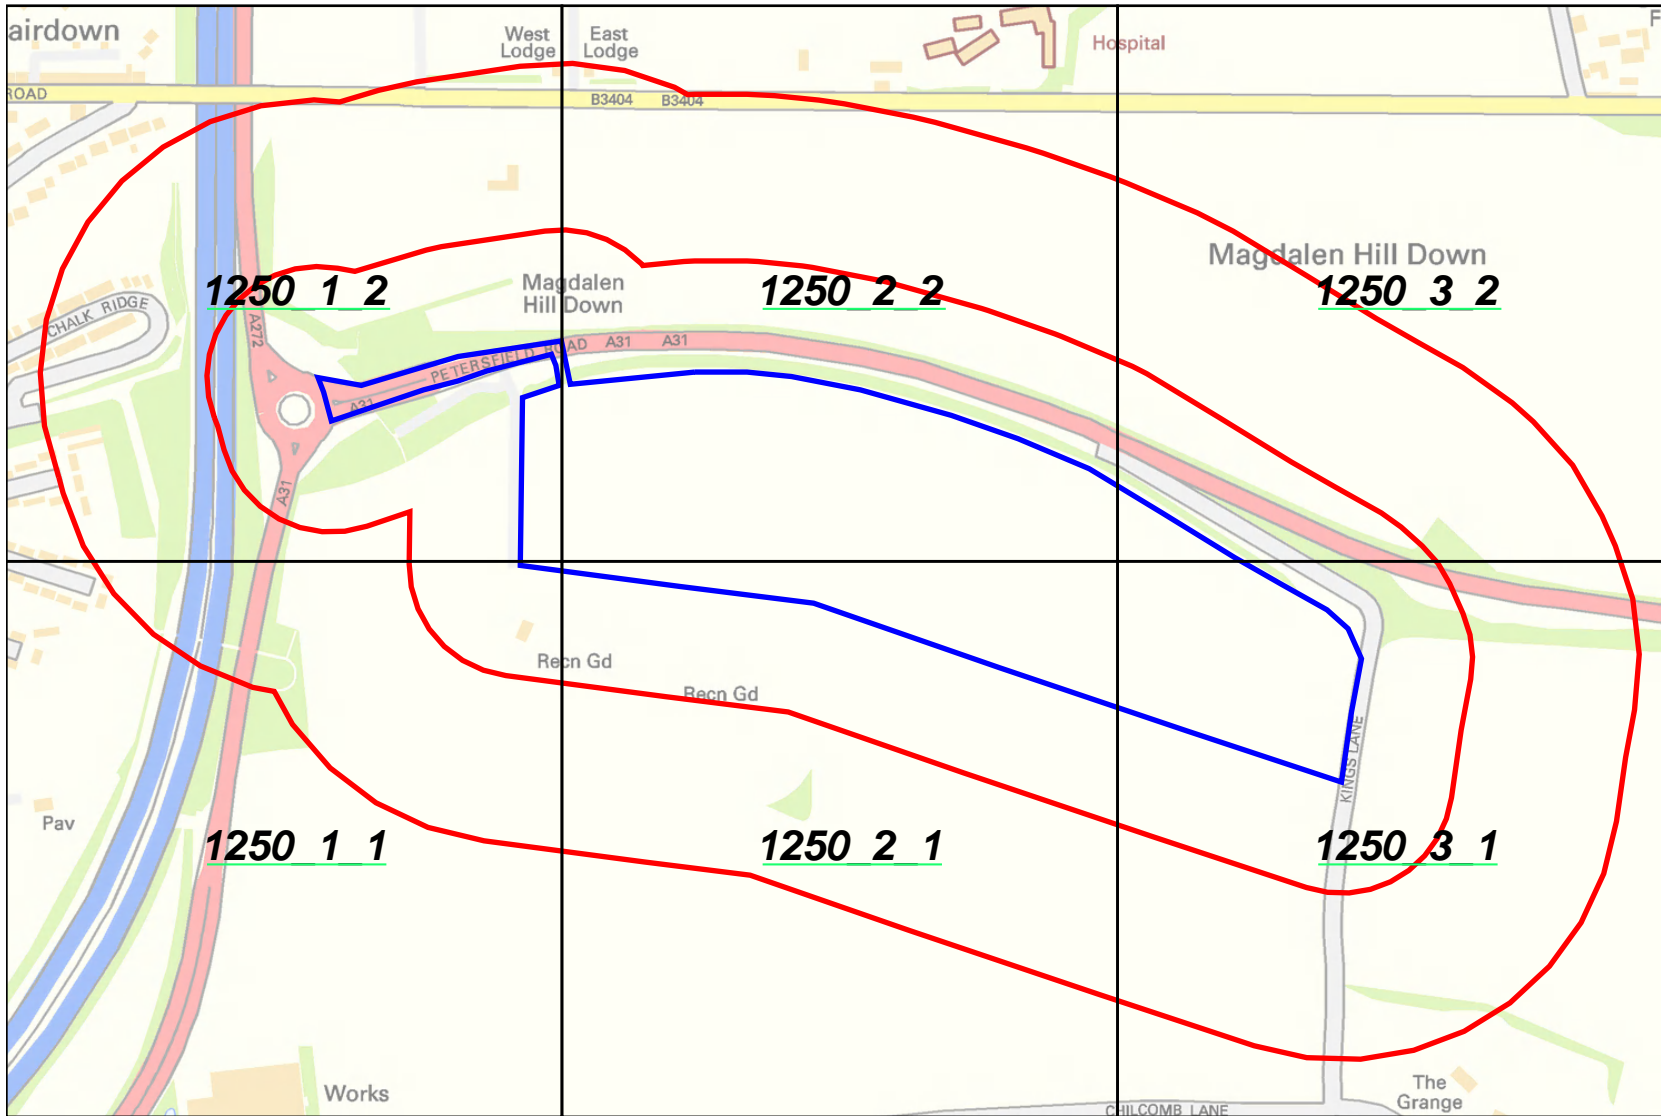 airdown
West
Lodge
East
Lodge
Hospital
F
ROAD
B3404
B3404
Magdalen Hill Down
Magdalen
Hill Down
1250_1_2
1250_2_2
1250_3_2
CHALK RIDGE
A272
PETERSFIELD ROAD
A31
A31
A31
A31
Recn Gd
Recn Gd
KINGS LANE
Pav
1250_1_1
1250_2_1
1250_3_1
Works
The
Grange
CHILCOMB LANE